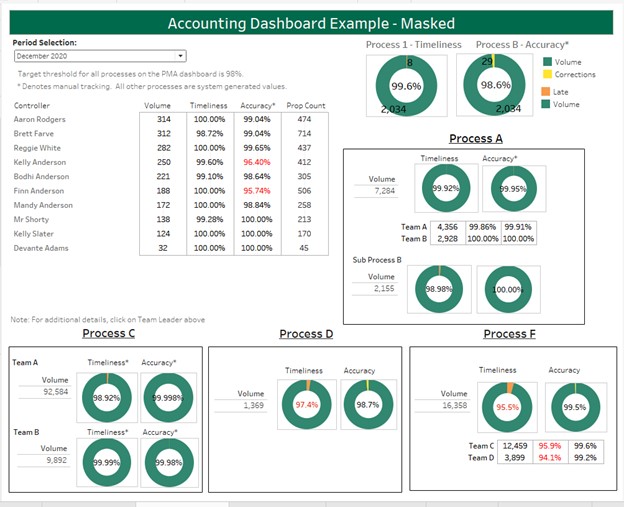 Accounting Dashboard Example - Masked
Period Selection:
December 2020
Target threshold for all processes on the PMA dashboard is 98%.
* Denotes manual tracking. All other processes are system generated values.
Process 1 - Timeliness Process B - Accuracy*
8
99.6%
2,034
29
98.6%
2,034
Volume
Corrections
Late
Volume
Controller Volume Timeliness Accuracy* Prop Count
Aaron Rodgers 314 100.00% 99.04% 474
Brett Farve 312 98.72% 99.04% 714
Reggie White 282 100.00% 99.65% 437
Kelly Anderson 250 99.60% 96.40% 412
Bodhi Anderson 221 99.10% 98.64% 305
Finn Anderson 188 100.00% 95.74% 506
Mandy Anderson 172 100.00% 98.84% 258
Mr Shorty 138 99.28% 100.00% 213
Kelly Slater 124 100.00% 100.00% 170
Devante Adams 32 100.00% 100.00% 45
Note: For additional details, click on Team Leader above
Process A
Timeliness Accuracy*
Volume
7,284
99.92% 99.95%
Team A 4,356 99.86% 99.91%
Team B 2,928 100.00% 100.00%
Sub Process B
Volume
2,155
98.98% 100.00%
Process C
Team A Timeliness* Accuracy*
Volume
92,584
98.92% 99.998%
Team B Timeliness* Accuracy*
Volume
9,892
99.99% 99.98%
Process D
Timeliness Accuracy
Volume
1,369
97.4% 98.7%
Process F
Timeliness Accuracy
Volume
16,358
95.5% 99.5%
Team C 12,459 95.9% 99.6%
Team D 3,899 94.1% 99.2%